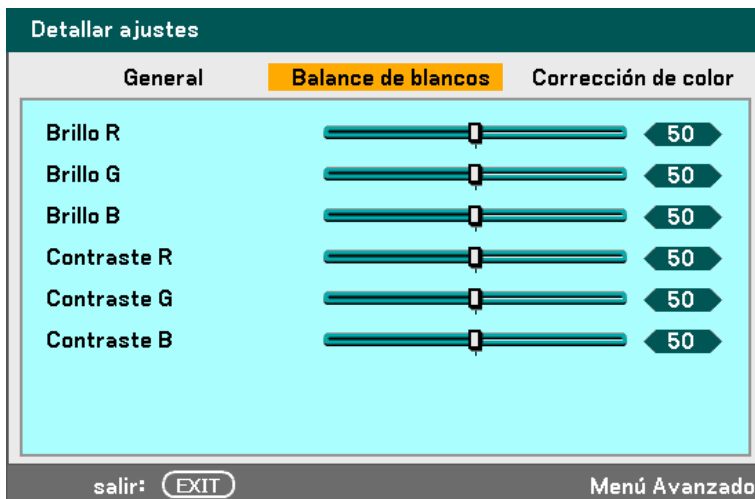 Detallar ajustes
General Balance de blancos Corrección de color
Brillo R 50
Brillo G 50
Brillo B 50
Contraste R 50
Contraste G 50
Contraste B 50
salir: EXIT Menú Avanzado